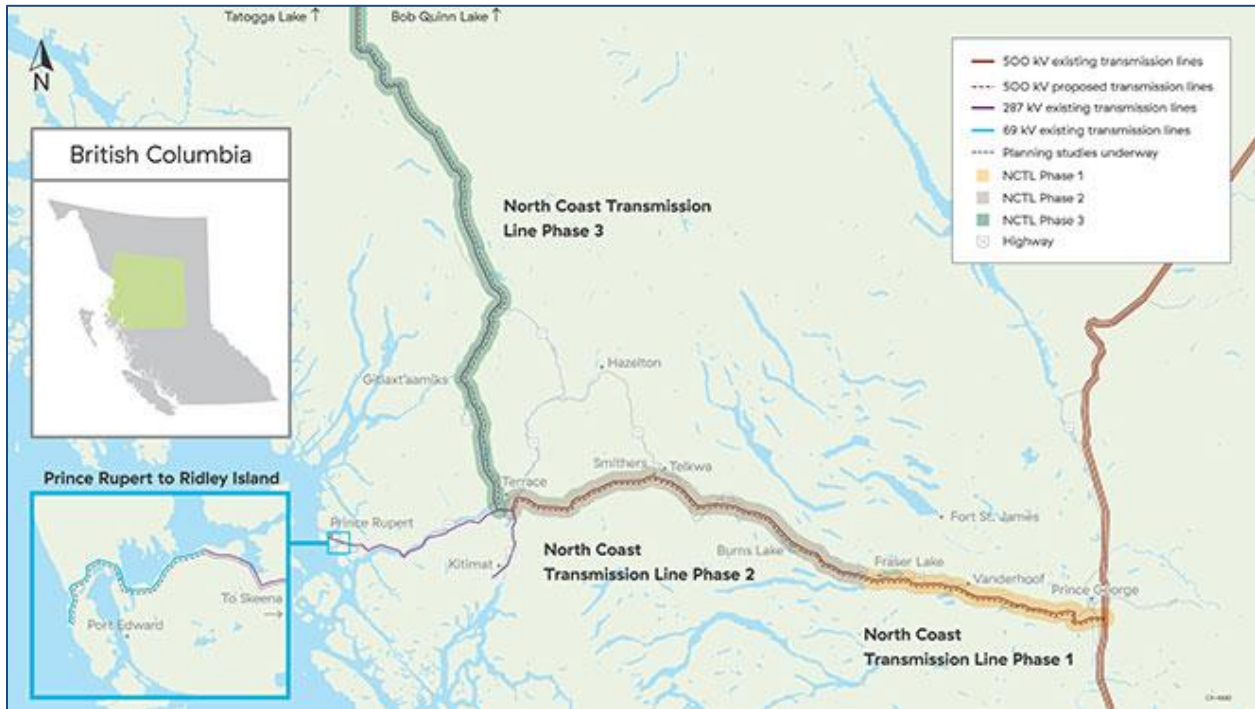 Tatogga Lake ↑
Bob Quinn Lake ↑
N
500 kV existing transmission lines
500 kV proposed transmission lines
287 kV existing transmission lines
69 kV existing transmission lines
Planning studies underway
NCTL Phase 1
NCTL Phase 2
NCTL Phase 3
Highway
British Columbia
North Coast Transmission
Line Phase 3
Hazelton
Gitlaxt'aamiks
Smithers
Telkwa
Prince Rupert to Ridley Island
Terrace
Prince Rupert
Fort St. James
Kitimat
North Coast
Transmission Line Phase 2
Burns Lake
Fraser Lake
Vanderhoof
Prince George
To Skeena
→
Port Edward
North Coast
Transmission Line Phase 1